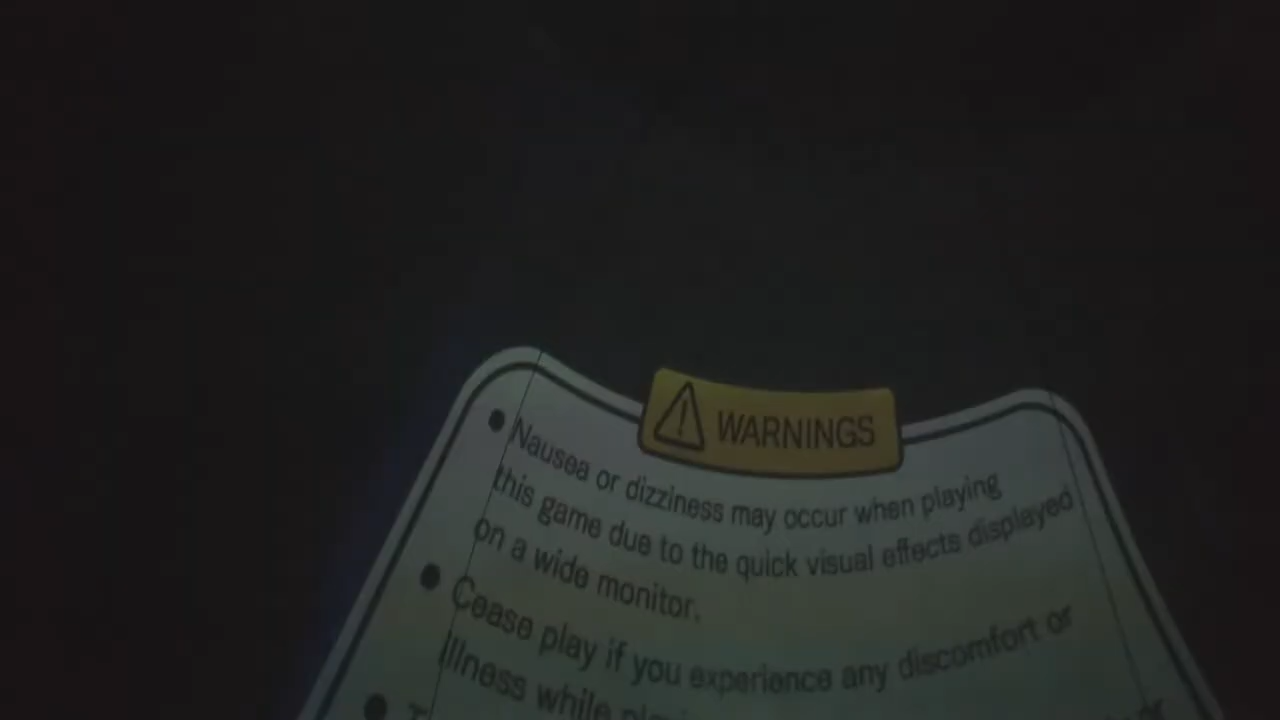 WARNINGS
Nausea or dizziness may occur when playing
this game due to the quick visual effects displayed
on a wide monitor.
Cease play if you experience any discomfort or
illness while